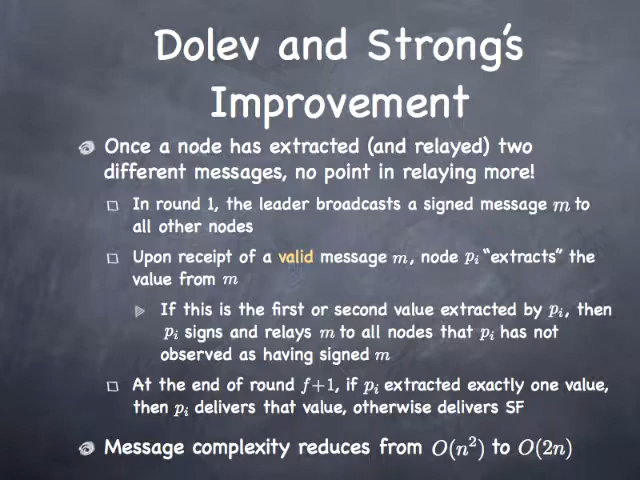 Dolev and Strong's
Improvement
Once a node has extracted (and relayed) two
different messages, no point in relaying more!
In round 1, the leader broadcasts a signed message m to
all other nodes
Upon receipt of a valid message m, node pᵢ "extracts" the
value from m
If this is the first or second value extracted by pᵢ, then
pᵢ signs and relays m to all nodes that pᵢ has not
observed as having signed m
At the end of round f+1, if pᵢ extracted exactly one value,
then pᵢ delivers that value, otherwise delivers SF
Message complexity reduces from O(n²) to O(2n)